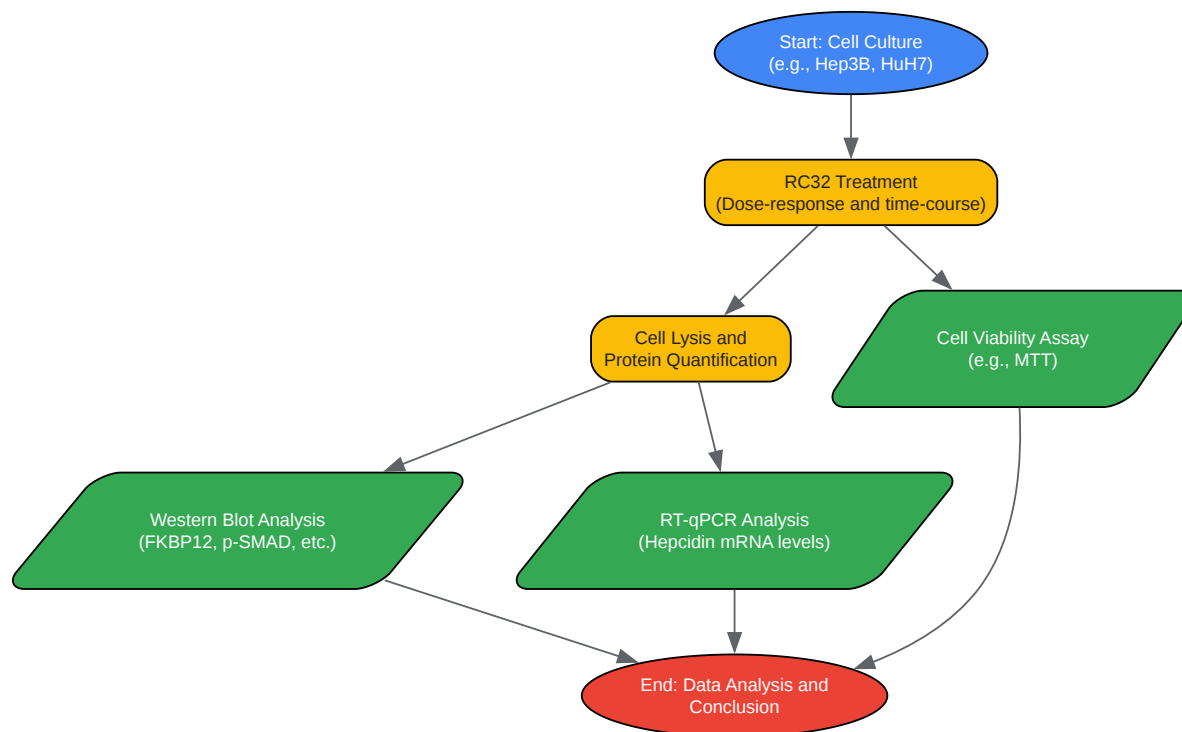 Start: Cell Culture
(e.g., Hep3B, HuH7)
RC32 Treatment
(Dose-response and time-course)
Cell Lysis and
Protein Quantification
Cell Viability Assay
(e.g., MTT)
Western Blot Analysis
(FKBP12, p-SMAD, etc.)
RT-qPCR Analysis
(Hepcidin mRNA levels)
End: Data Analysis and
Conclusion